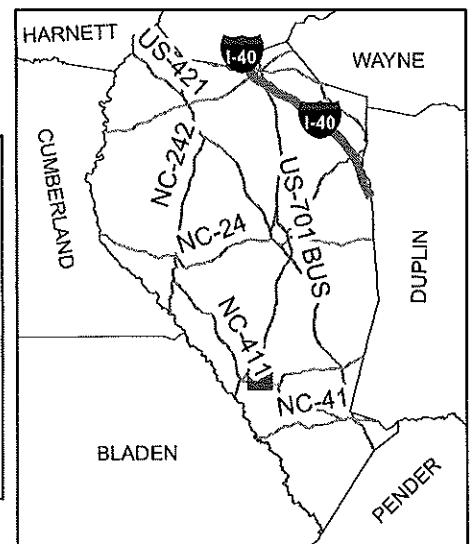 HARNETT
US-421
I-40
WAYNE
I-40
CUMBERLAND
NC-242
US-701 BUS
NC-24
DUPLIN
NC-411
NC-41
BLADEN
PENDER